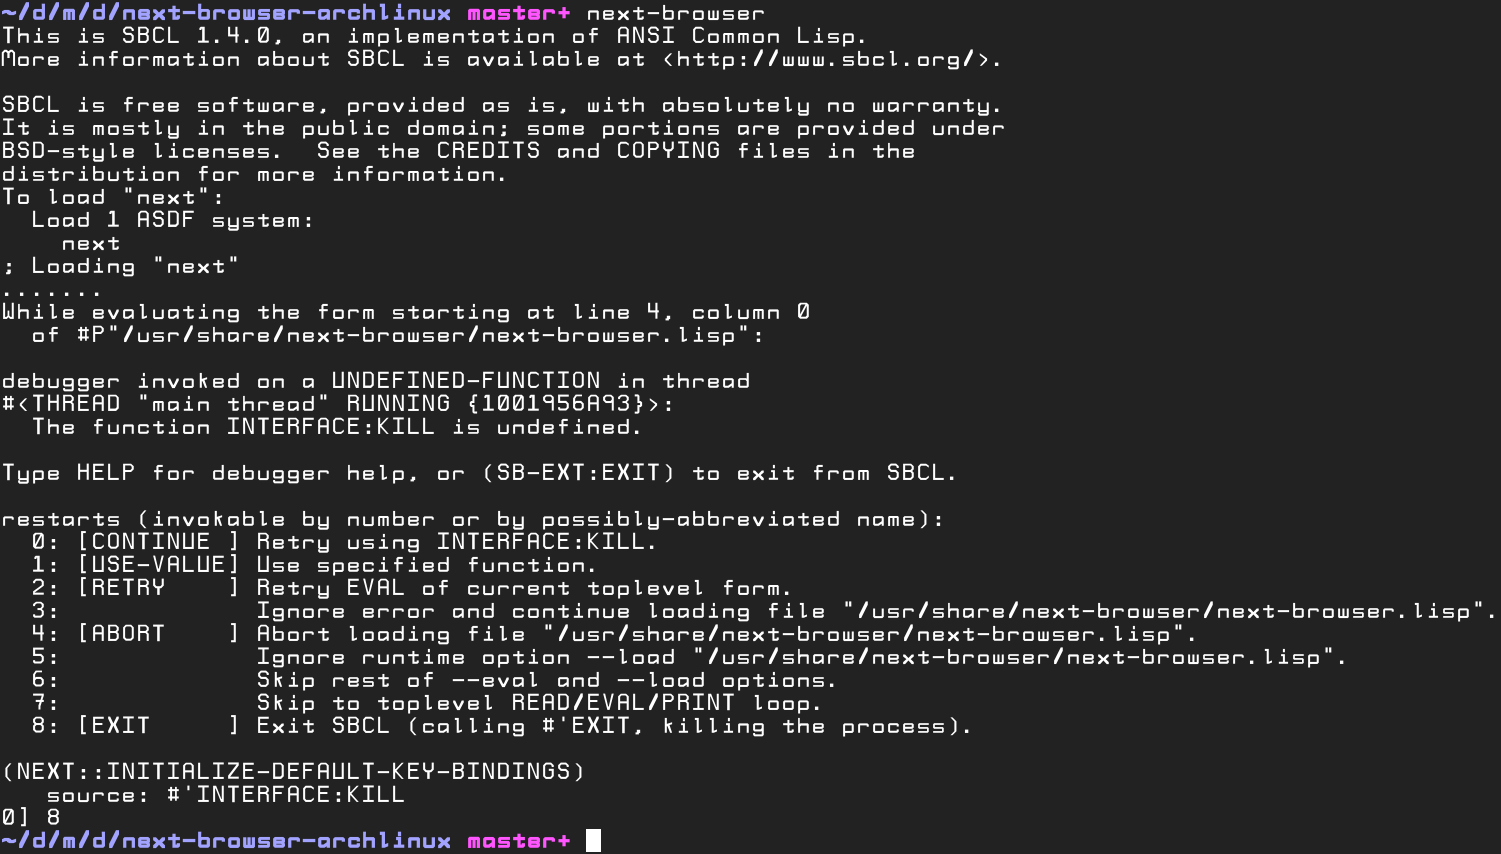 ~/d/m/d/next-browser-archlinux master+ next-browser
This is SBCL 1.4.0, an implementation of ANSI Common Lisp.
More information about SBCL is available at <http://www.sbcl.org/>.

SBCL is free software, provided as is, with absolutely no warranty.
It is mostly in the public domain; some portions are provided under
BSD-style licenses.  See the CREDITS and COPYING files in the
distribution for more information.
To load "next":
  Load 1 ASDF system:
    next
; Loading "next"
.......
While evaluating the form starting at line 4, column 0
  of #P"/usr/share/next-browser/next-browser.lisp":

debugger invoked on a UNDEFINED-FUNCTION in thread
#<THREAD "main thread" RUNNING {1001956A93}>:
  The function INTERFACE:KILL is undefined.

Type HELP for debugger help, or (SB-EXT:EXIT) to exit from SBCL.

restarts (invokable by number or by possibly-abbreviated name):
  0: [CONTINUE ] Retry using INTERFACE:KILL.
  1: [USE-VALUE] Use specified function.
  2: [RETRY    ] Retry EVAL of current toplevel form.
  3:             Ignore error and continue loading file "/usr/share/next-browser/next-browser.lisp".
  4: [ABORT    ] Abort loading file "/usr/share/next-browser/next-browser.lisp".
  5:             Ignore runtime option --load "/usr/share/next-browser/next-browser.lisp".
  6:             Skip rest of --eval and --load options.
  7:             Skip to toplevel READ/EVAL/PRINT loop.
  8: [EXIT     ] Exit SBCL (calling #'EXIT, killing the process).

(NEXT::INITIALIZE-DEFAULT-KEY-BINDINGS)
   source: #'INTERFACE:KILL
0] 8
~/d/m/d/next-browser-archlinux master+